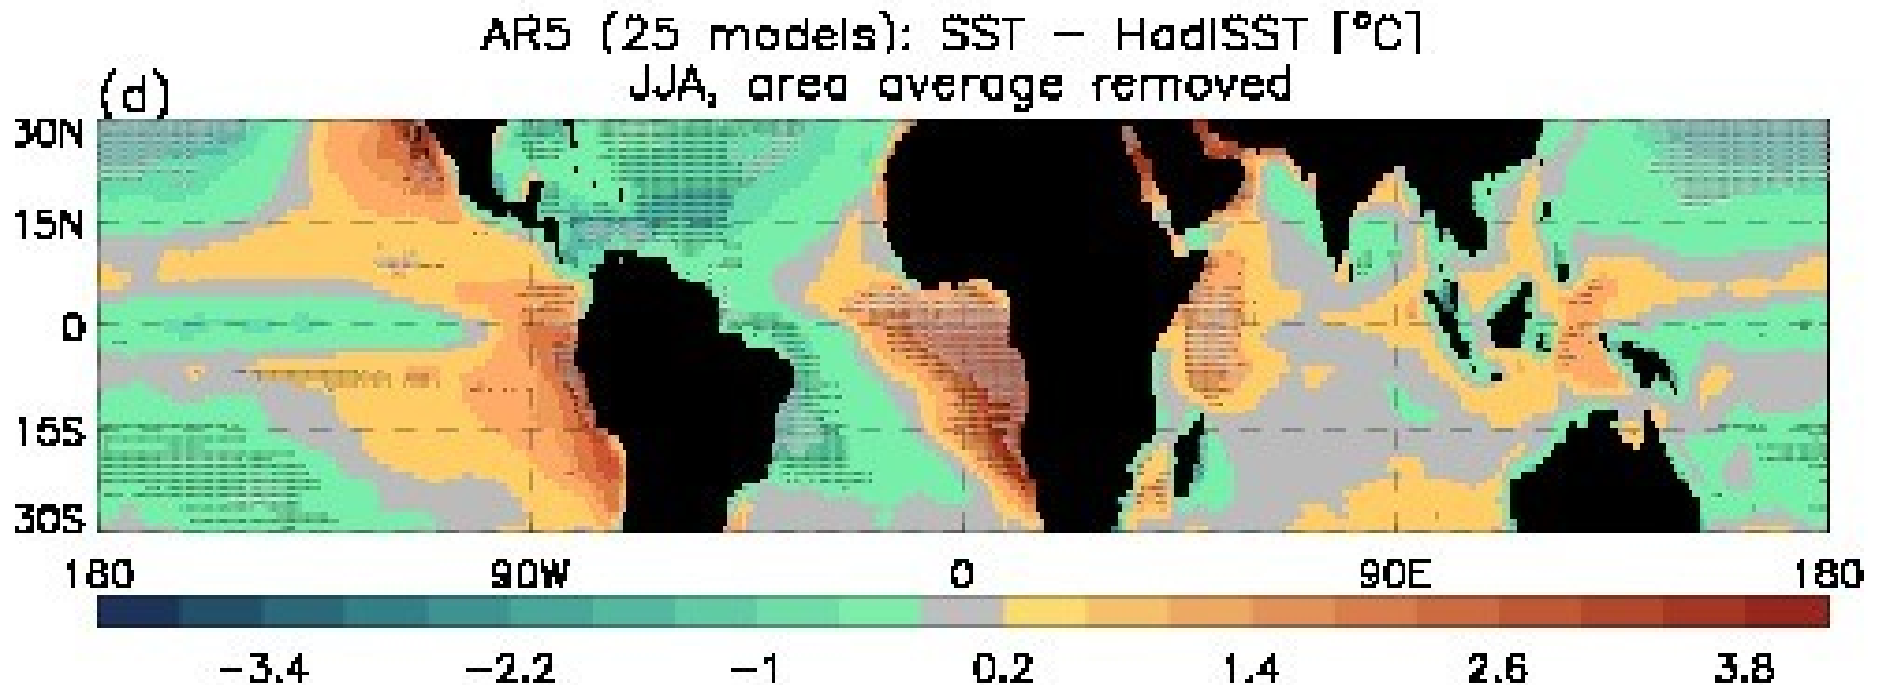 AR5 (25 models): SST − HadISST [°C]
JJA, area average removed
(d)
30N
15N
0
15S
30S
180 90W 0 90E 180
−3.4 −2.2 −1 0.2 1.4 2.6 3.8